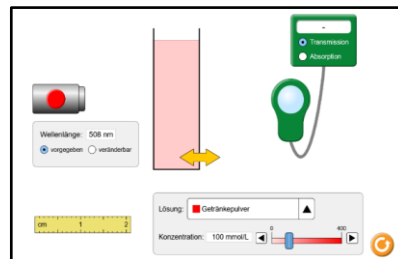 -
Transmission
Absorption
Wellenlänge: 508 nm
vorgegeben veränderbar
cm 1 2
Lösung: Getränkepulver
0 400
Konzentration: 100 mmol/L